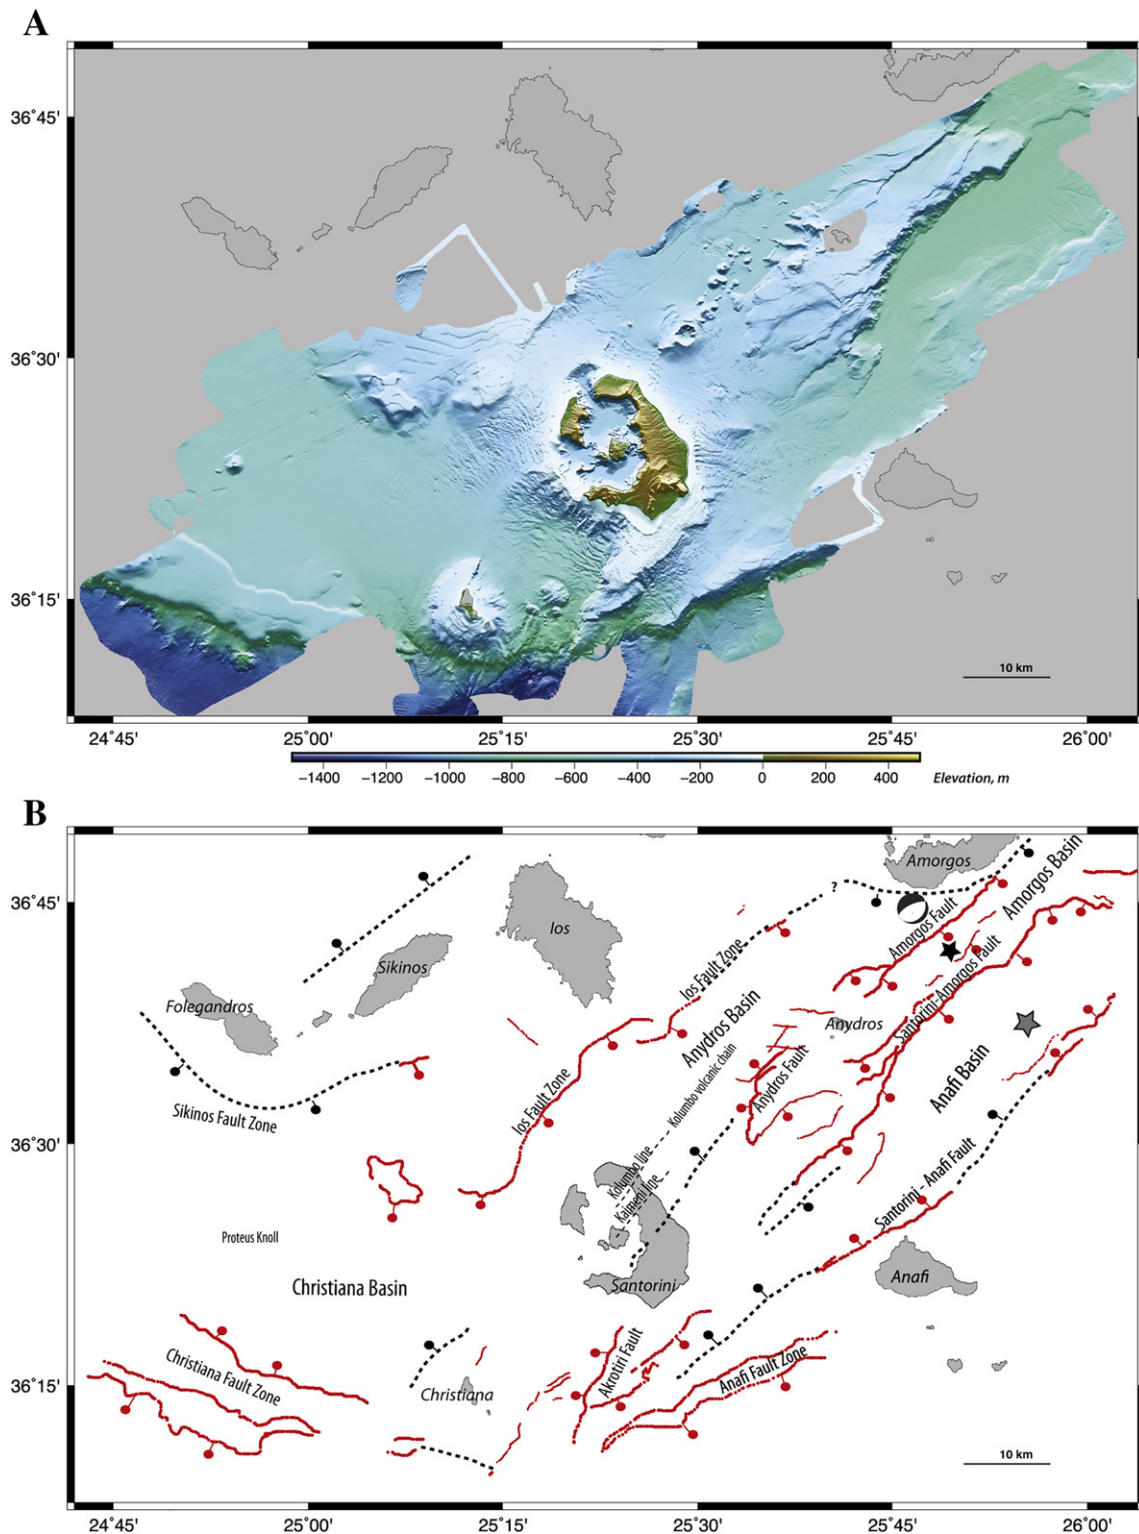 A
36°45'
36°30'
36°15'
10 km
24°45'
25°00'
25°15'
25°30'
25°45'
26°00'
−1400
−1200
−1000
−800
−600
−400
−200
0
200
400
Elevation, m
B
Amorgos
Amorgos Basin
36°45'
Ios
?
Amorgos Fault
Sikinos
Ios Fault Zone
Santorini-Amorgos Fault
Folegandros
Anydros Basin
Anydros
Kolumbo volcanic chain
Anydros Fault
Anafi Basin
Ios Fault Zone
Sikinos Fault Zone
36°30'
Kolumbo line
Kaimeni line
Santorini - Anafi Fault
Proteus Knoll
Christiana Basin
Santorini
Anafi
Christiana Fault Zone
Akrotiri Fault
Anafi Fault Zone
36°15'
Christiana
10 km
24°45'
25°00'
25°15'
25°30'
25°45'
26°00'